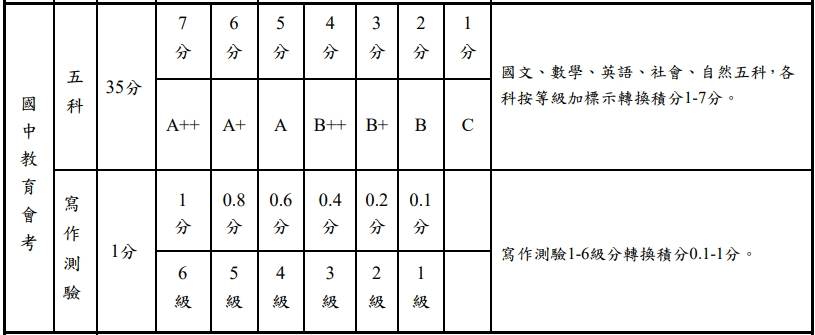 國中教育會考
五科
35分
7分 6分 5分 4分 3分 2分 1分
A++ A+ A B++ B+ B C
國文、數學、英語、社會、自然五科，各
科按等級加標示轉換積分1-7分。
寫作測驗
1分
1分 0.8分 0.6分 0.4分 0.2分 0.1分
6級 5級 4級 3級 2級 1級
寫作測驗1-6級分轉換積分0.1-1分。